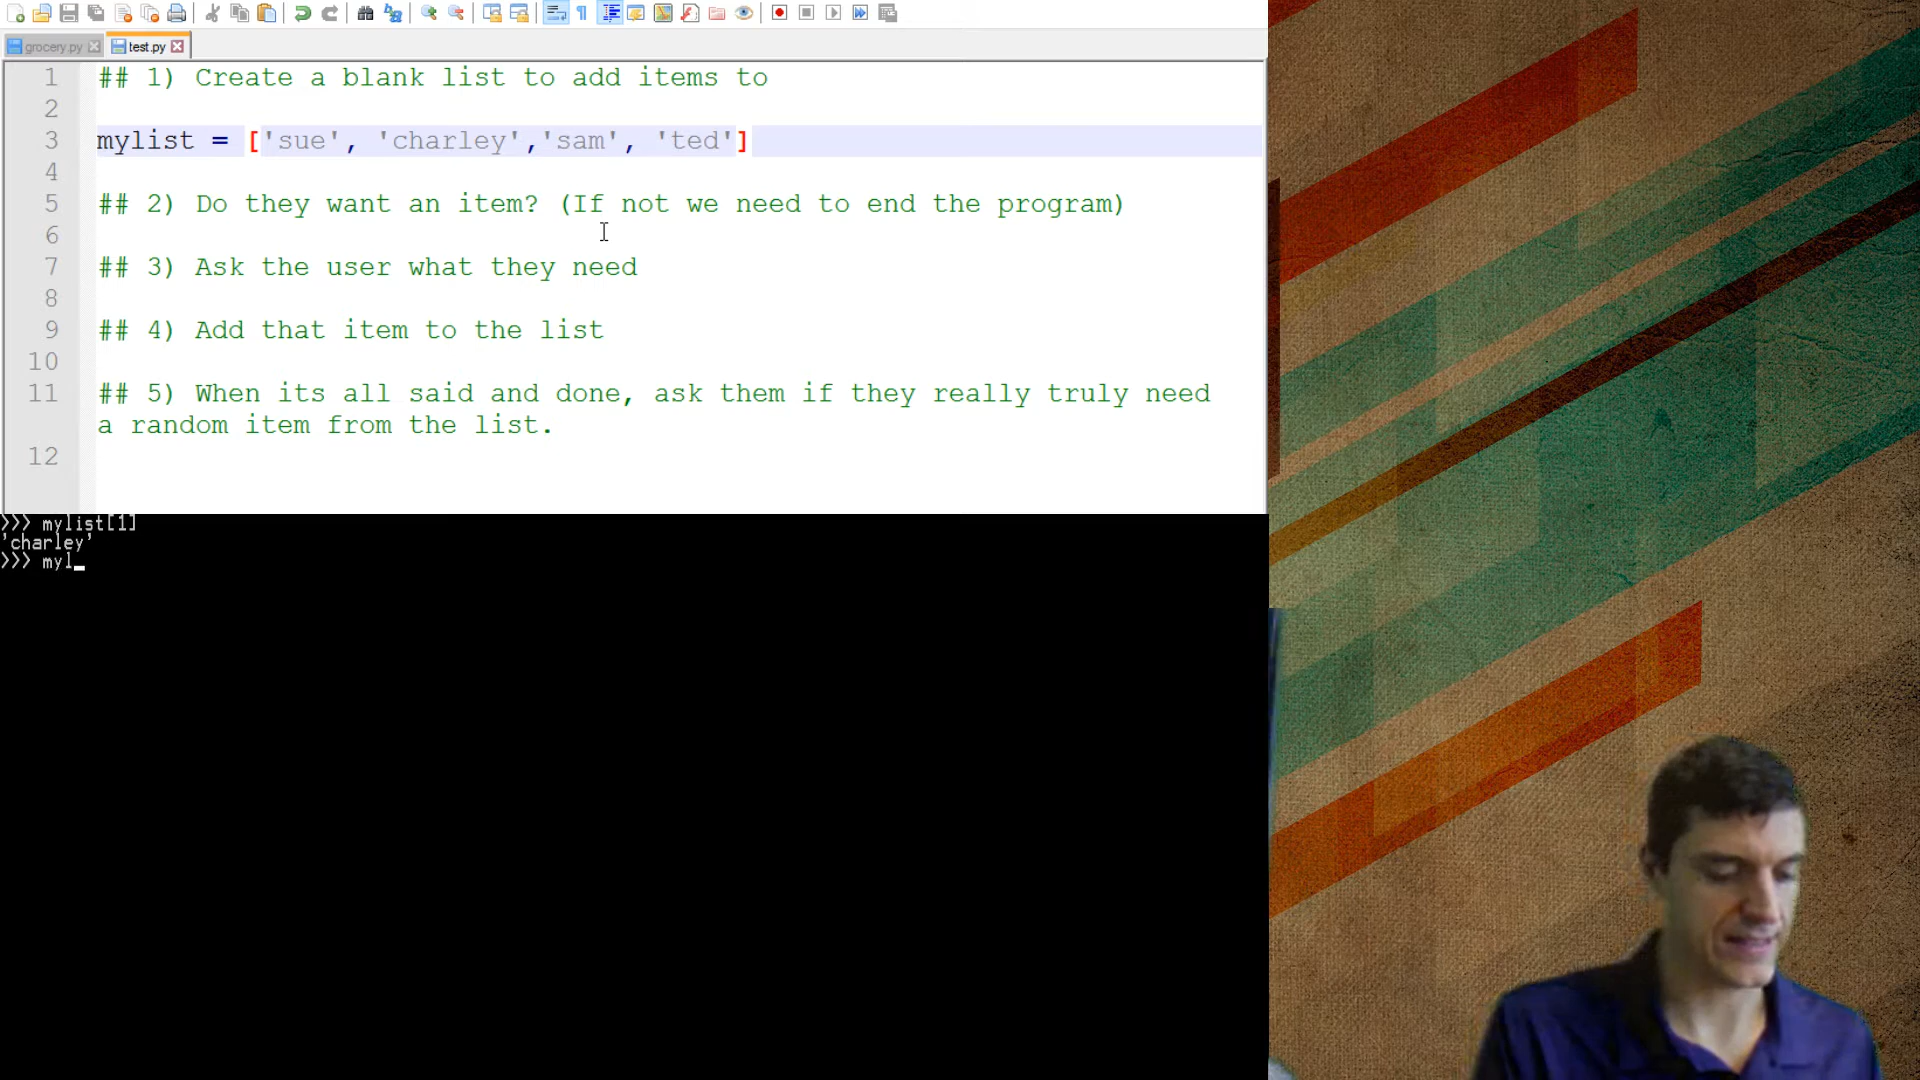 grocery.py test.py
1 ## 1) Create a blank list to add items to
2
3 mylist = ['sue', 'charley','sam', 'ted']
4
5 ## 2) Do they want an item? (If not we need to end the program)
6
7 ## 3) Ask the user what they need
8
9 ## 4) Add that item to the list
10
11 ## 5) When its all said and done, ask them if they really truly need
a random item from the list.
12
>>> mylist[1]
'charley'
>>> myl_